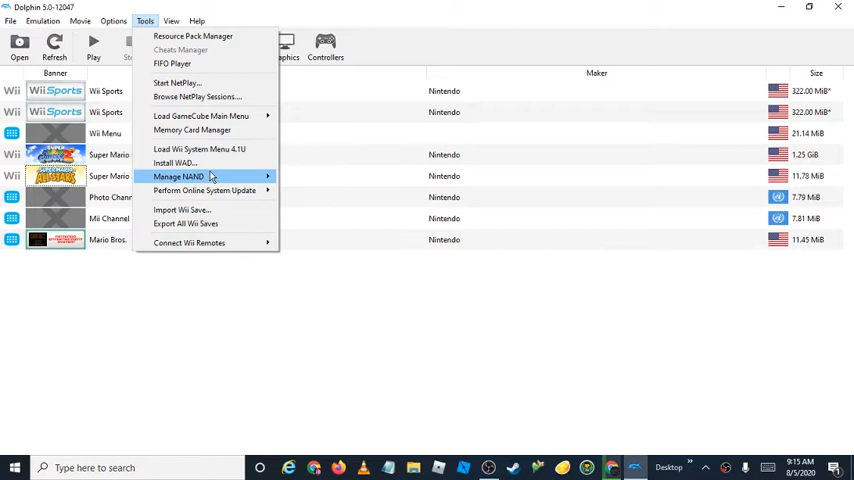 Dolphin 5.0-12047
File Emulation Movie Options Tools View Help
Open Refresh Play Controllers
Resource Pack Manager
Cheats Manager
FIFO Player
Start NetPlay...
Browse NetPlay Sessions....
Load GameCube Main Menu
Memory Card Manager
Load Wii System Menu 4.1U
Install WAD...
Manage NAND
Perform Online System Update
Import Wii Save...
Export All Wii Saves
Connect Wii Remotes
Banner Maker Size
Wii Wii Sports Wii Sports Nintendo 322.00 MiB*
Wii Wii Sports Wii Sports Nintendo 322.00 MiB*
Wii Menu Nintendo 21.14 MiB
Wii Super Mario Nintendo 1.25 GiB
Wii Super Mario Nintendo 11.78 MiB
Photo Chann Nintendo 7.79 MiB
Mii Channel Nintendo 7.81 MiB
Mario Bros. Nintendo 11.45 MiB
Type here to search
Desktop
9:15 AM
8/5/2020